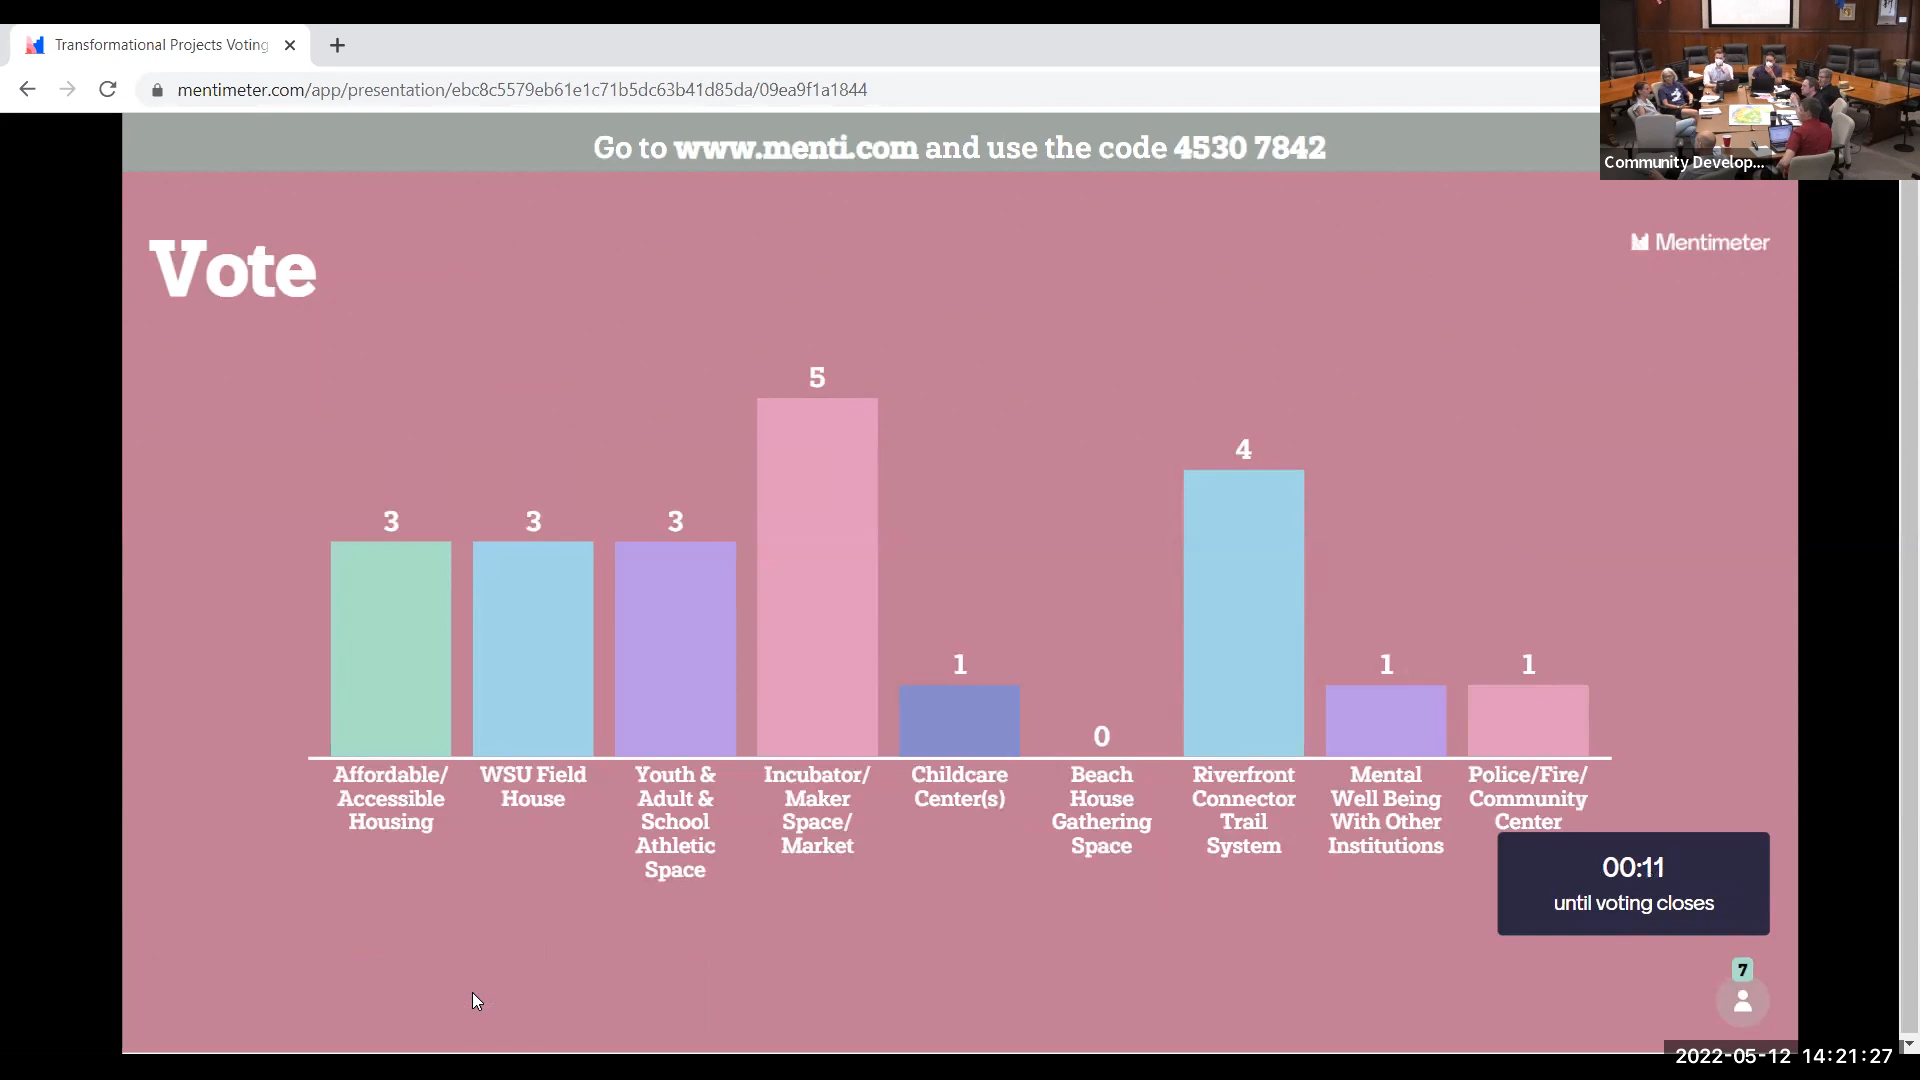 Transformational Projects Voting
mentimeter.com/app/presentation/ebc8c5579eb61e1c71b5dc63b41d85da/09ea9f1a1844
Community Develop...
Go to www.menti.com and use the code 4530 7842
Vote
Mentimeter
3
3
3
5
1
0
4
1
1
Affordable/
Accessible
Housing
WSU Field
House
Youth &
Adult &
School
Athletic
Space
Incubator/
Maker
Space/
Market
Childcare
Center(s)
Beach
House
Gathering
Space
Riverfront
Connector
Trail
System
Mental
Well Being
With Other
Institutions
Police/Fire/
Community
Center
00:11
until voting closes
7
2022-05-12 14:21:27